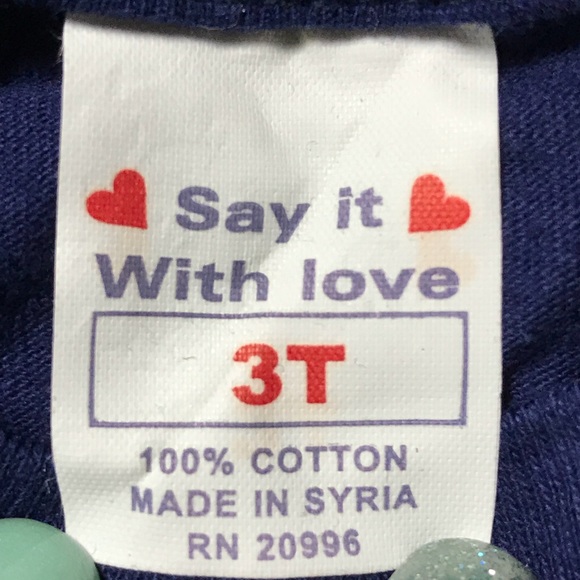 Say it
With love
3T
100% COTTON
MADE IN SYRIA
RN 20996